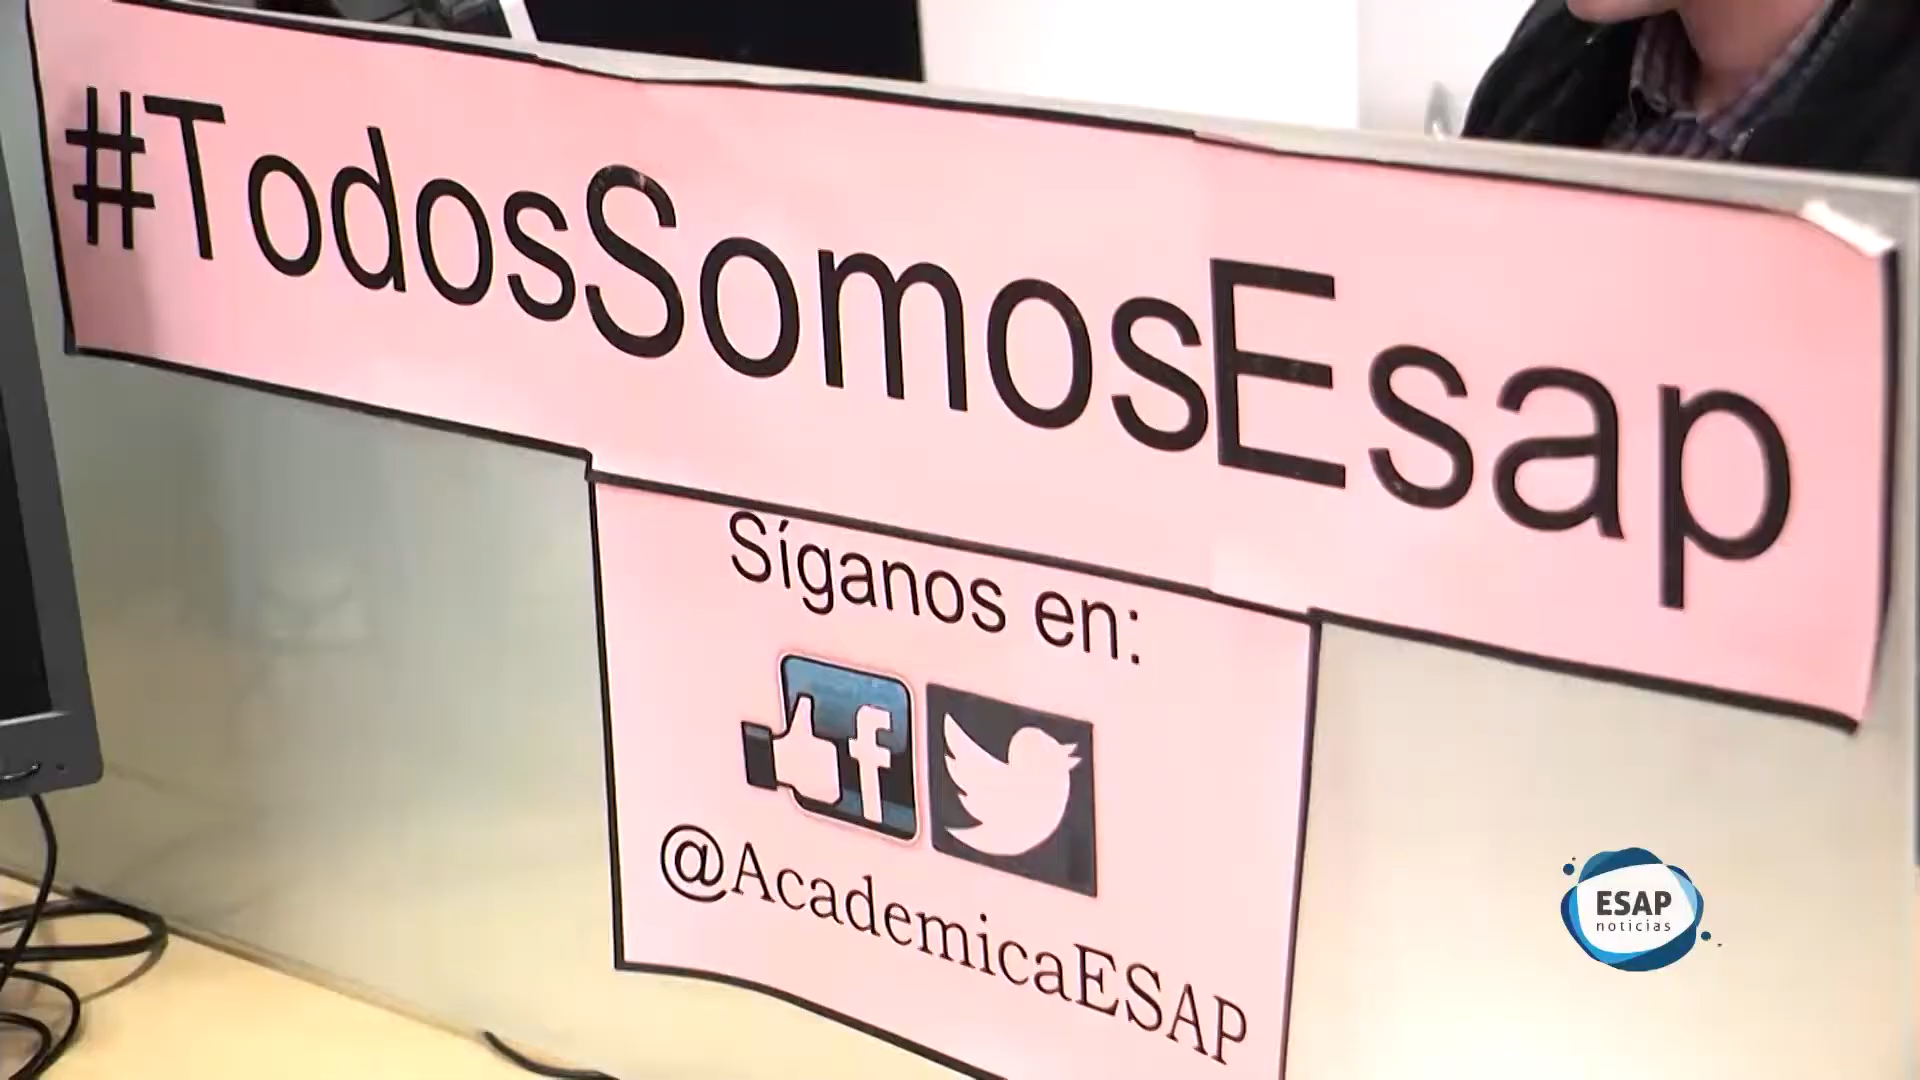 #TodosSomosEsap
Síganos en:
f
@AcademicaESAP
ESAP
noticias